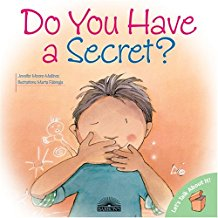 Do You Have
a Secret?
Jennifer Moore-Mallinos
Illustrations: Marta Fàbrega
Let's Talk About It!
BARRON'S